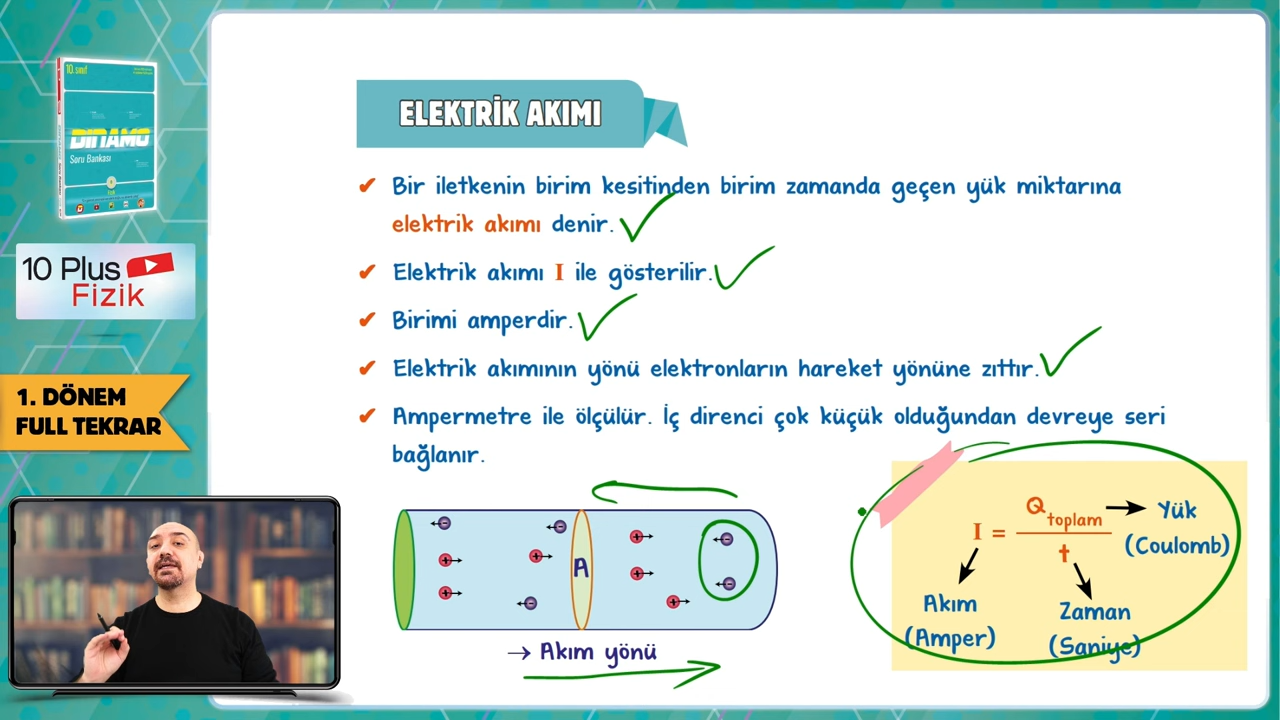 10. sınıf
DİNAMO
Soru Bankası
10 Plus
Fizik
1. DÖNEM
FULL TEKRAR
ELEKTRİK AKIMI
✔ Bir iletkenin birim kesitinden birim zamanda geçen yük miktarına
elektrik akımı denir.
✔ Elektrik akımı I ile gösterilir.
✔ Birimi amperdir.
✔ Elektrik akımının yönü elektronların hareket yönüne zıttır.
✔ Ampermetre ile ölçülür. İç direnci çok küçük olduğundan devreye seri
bağlanır.
A
→ Akım yönü
I = Qtoplam / t
Yük
(Coulomb)
Akım
(Amper)
Zaman
(Saniye)